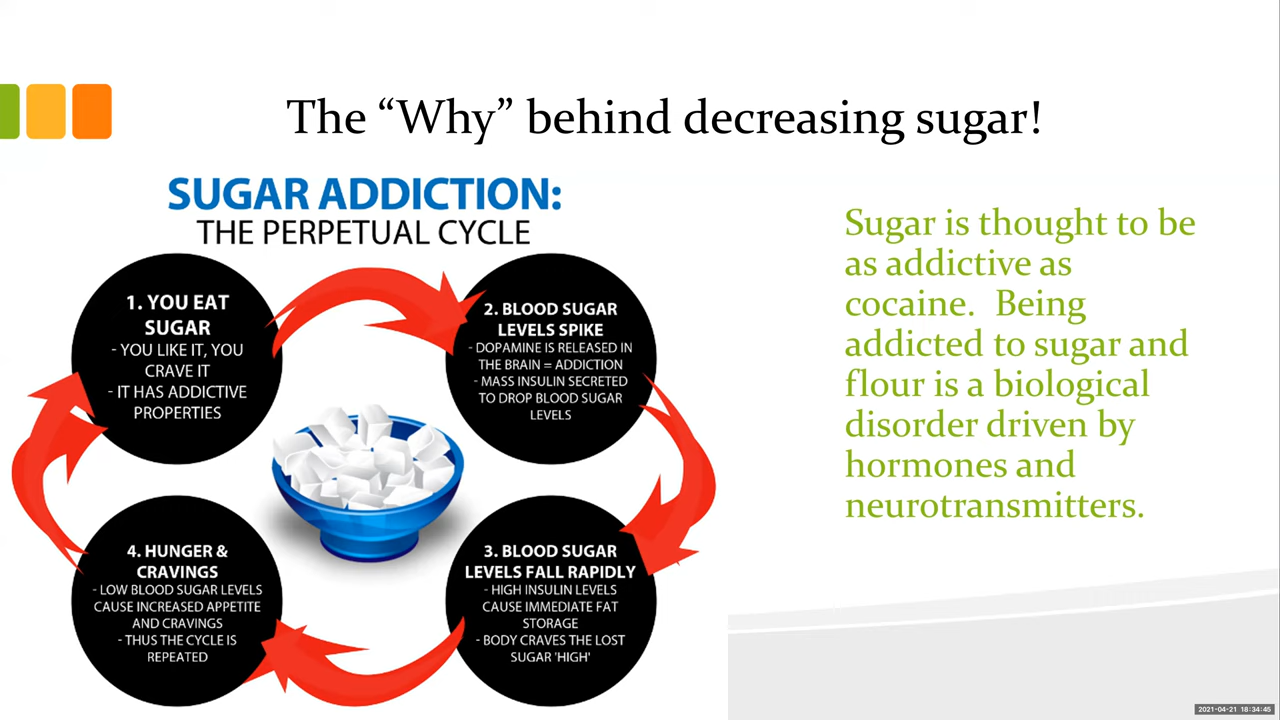 The “Why” behind decreasing sugar!
SUGAR ADDICTION:
THE PERPETUAL CYCLE
1. YOU EAT
SUGAR
- YOU LIKE IT, YOU
CRAVE IT
- IT HAS ADDICTIVE
PROPERTIES
2. BLOOD SUGAR
LEVELS SPIKE
- DOPAMINE IS RELEASED IN
THE BRAIN = ADDICTION
- MASS INSULIN SECRETED
TO DROP BLOOD SUGAR
LEVELS
3. BLOOD SUGAR
LEVELS FALL RAPIDLY
- HIGH INSULIN LEVELS
CAUSE IMMEDIATE FAT
STORAGE
- BODY CRAVES THE LOST
SUGAR 'HIGH'
4. HUNGER &
CRAVINGS
- LOW BLOOD SUGAR LEVELS
CAUSE INCREASED APPETITE
AND CRAVINGS
- THUS THE CYCLE IS
REPEATED
Sugar is thought to be
as addictive as
cocaine.  Being
addicted to sugar and
flour is a biological
disorder driven by
hormones and
neurotransmitters.
2021-04-21 18:34:45